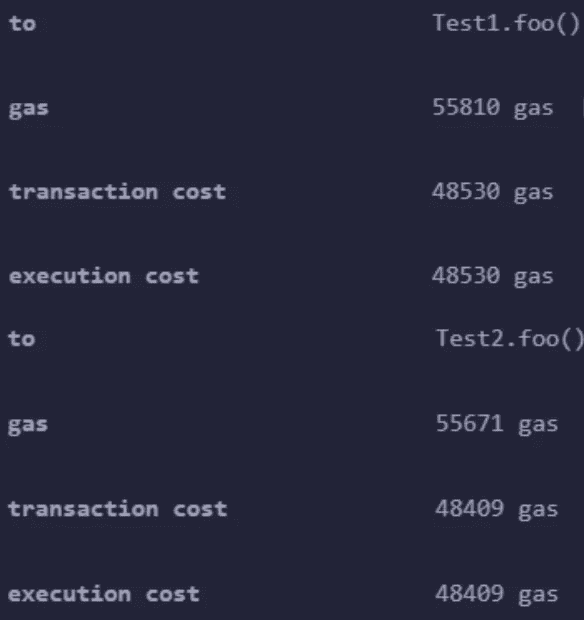 to Test1.foo()
gas 55810 gas
transaction cost 48530 gas
execution cost 48530 gas
to Test2.foo()
gas 55671 gas
transaction cost 48409 gas
execution cost 48409 gas